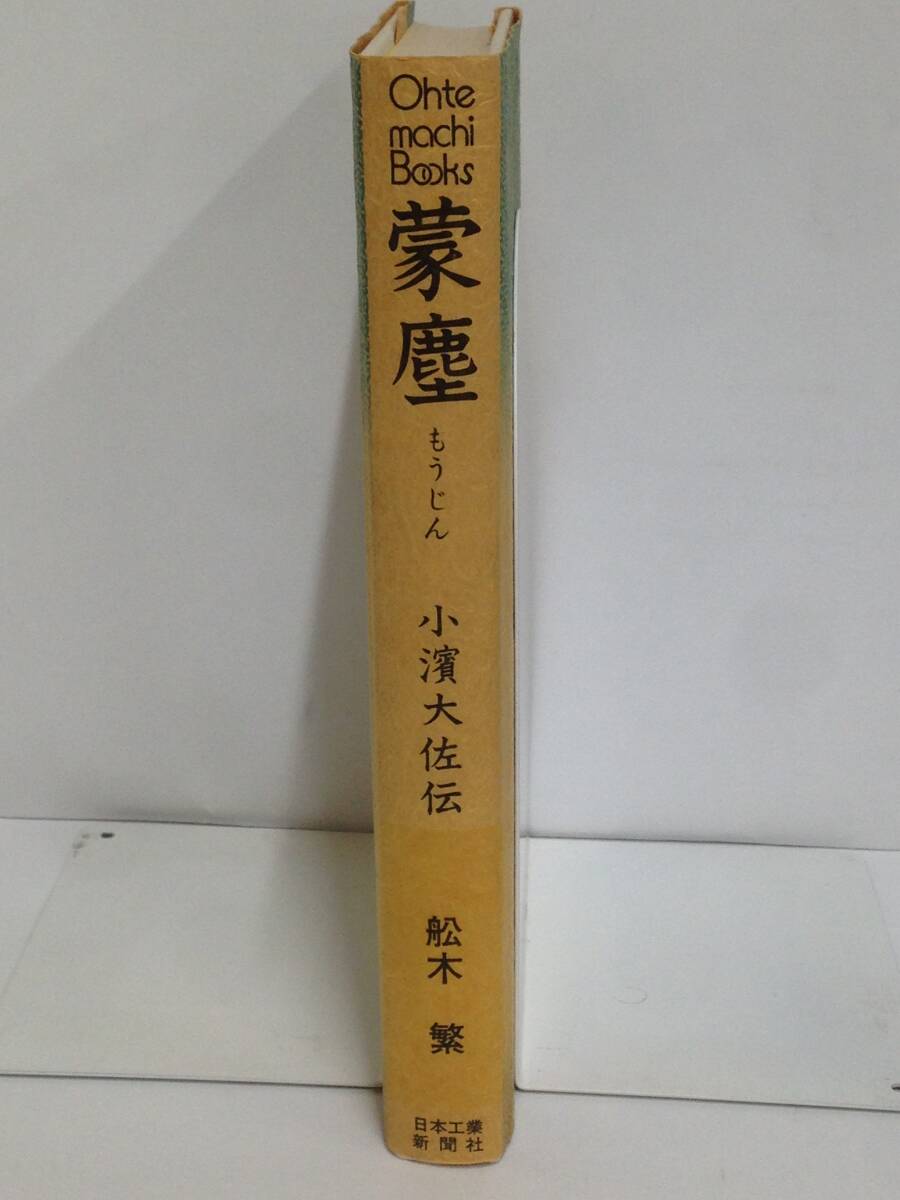 Ohte
machi
Books
蒙塵
もうじん
小濱大佐伝
舩木 繁
日本工業
新聞社